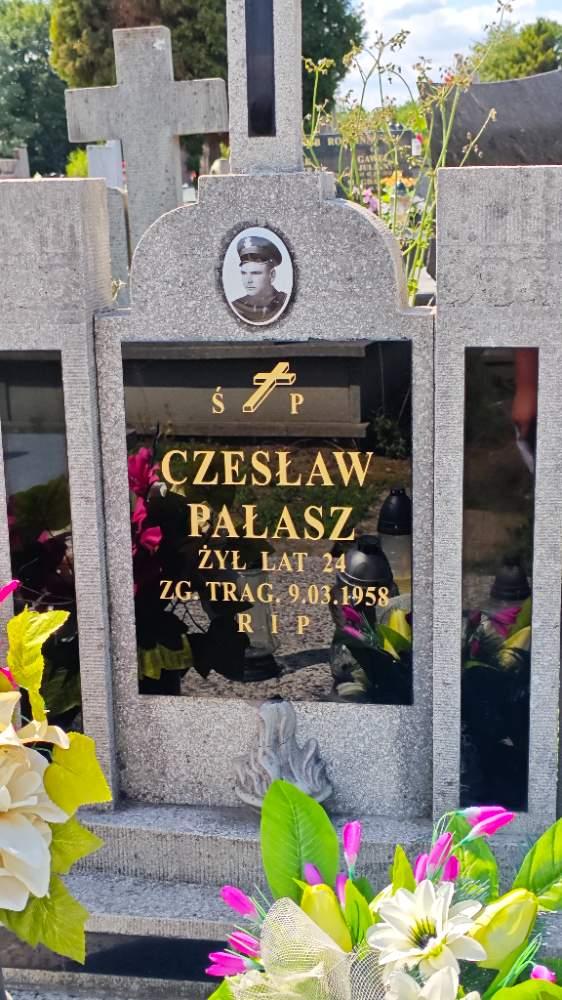 Ś P
CZESŁAW
PAŁASZ
ŻYŁ LAT 24
ZG. TRAG. 9.03.1958
R I P